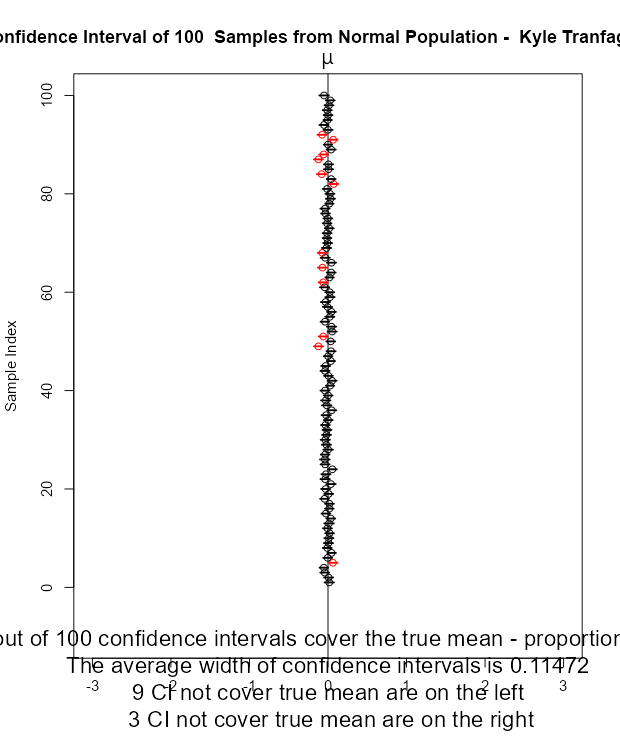 onfidence Interval of 100 Samples from Normal Population - Kyle Tranfag
μ
100
80
60
40
20
0
Sample Index
out of 100 confidence intervals cover the true mean - proportion
The average width of confidence intervals is 0.11472
-3 -2 -1 0 1 2 3
9 CI not cover true mean are on the left
3 CI not cover true mean are on the right